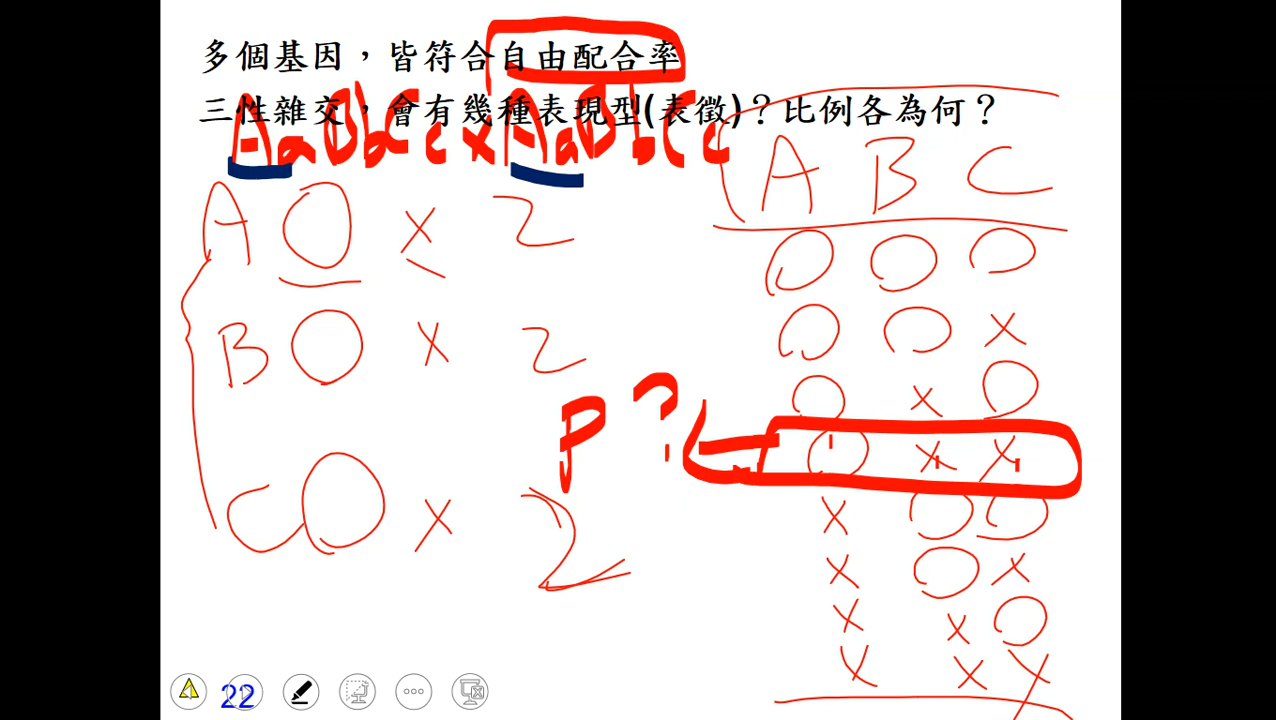 多個基因，皆符合自由配合率
三性雜交，會有幾種表現型(表徵)？比例各為何？
AaBbCc x AaBbCc
A B C
A O x 2
O O O
O O x
B O x 2
O x O
P ?
O x x
C O x 2
x O O
x O x
x x O
x x x
22